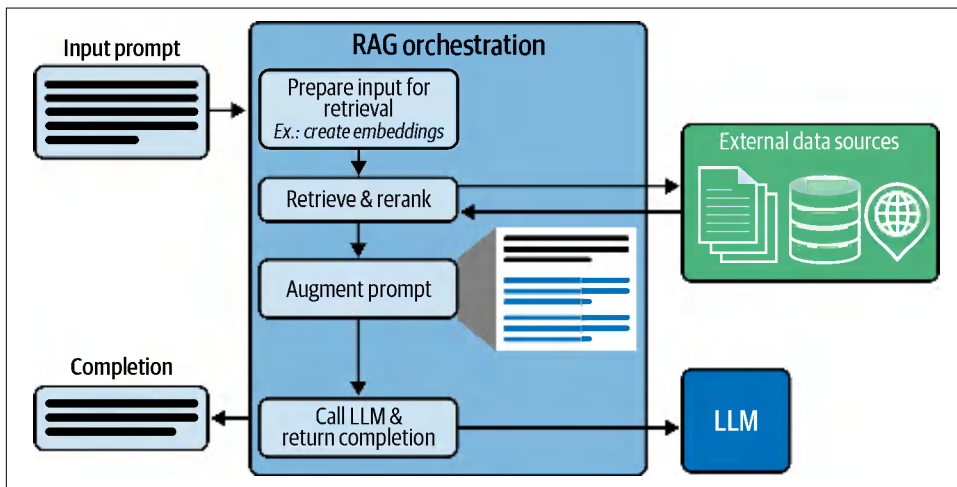 Input prompt
RAG orchestration
Prepare input for
retrieval
Ex.: create embeddings
External data sources
Retrieve & rerank
Augment prompt
Completion
Call LLM &
return completion
LLM